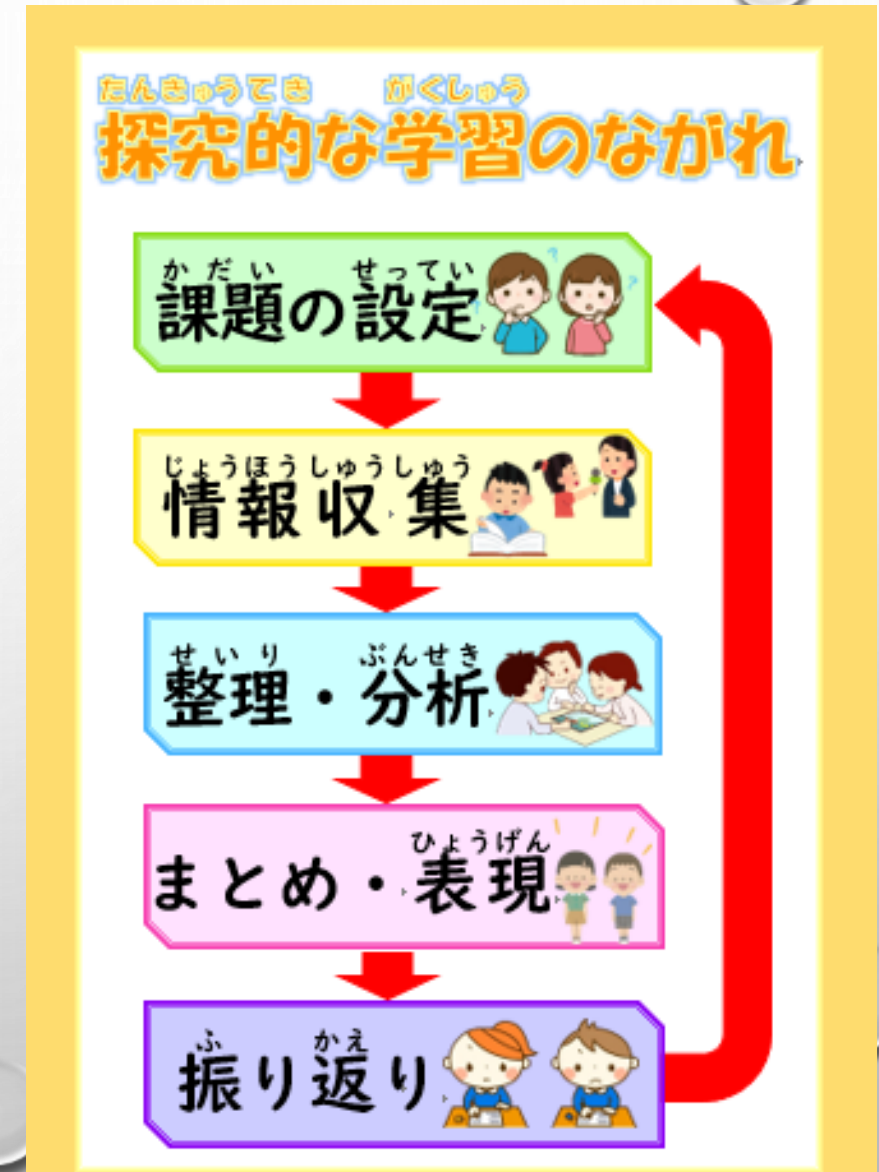 たんきゅうてき がくしゅう
探究的な学習のながれ
かだい せってい
課題の設定
じょうほうしゅうしゅう
情報収集
せいり ぶんせき
整理・分析
ひょうげん
まとめ・表現
ふ かえ
振り返り